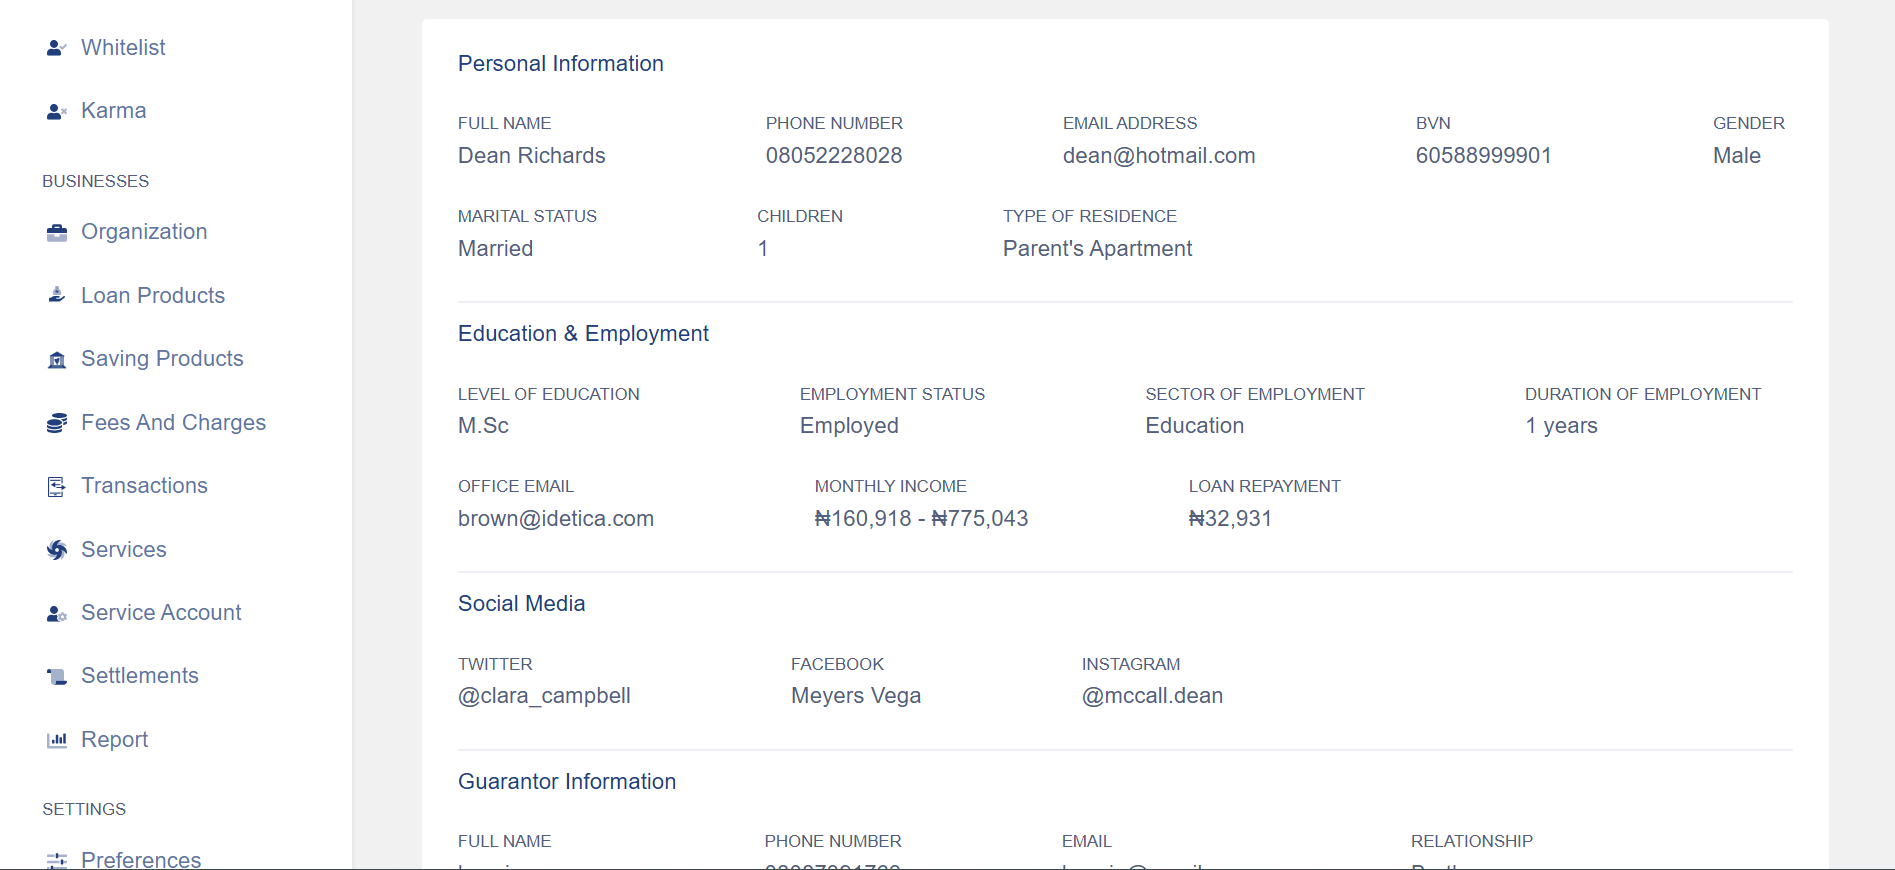 Whitelist
Karma
BUSINESSES
Organization
Loan Products
Saving Products
Fees And Charges
Transactions
Services
Service Account
Settlements
Report
SETTINGS
Preferences
Personal Information
FULL NAME PHONE NUMBER EMAIL ADDRESS BVN GENDER
Dean Richards 08052228028 dean@hotmail.com 60588999901 Male
MARITAL STATUS CHILDREN TYPE OF RESIDENCE
Married 1 Parent's Apartment
Education & Employment
LEVEL OF EDUCATION EMPLOYMENT STATUS SECTOR OF EMPLOYMENT DURATION OF EMPLOYMENT
M.Sc Employed Education 1 years
OFFICE EMAIL MONTHLY INCOME LOAN REPAYMENT
brown@idetica.com ₦160,918 - ₦775,043 ₦32,931
Social Media
TWITTER FACEBOOK INSTAGRAM
@clara_campbell Meyers Vega @mccall.dean
Guarantor Information
FULL NAME PHONE NUMBER EMAIL RELATIONSHIP